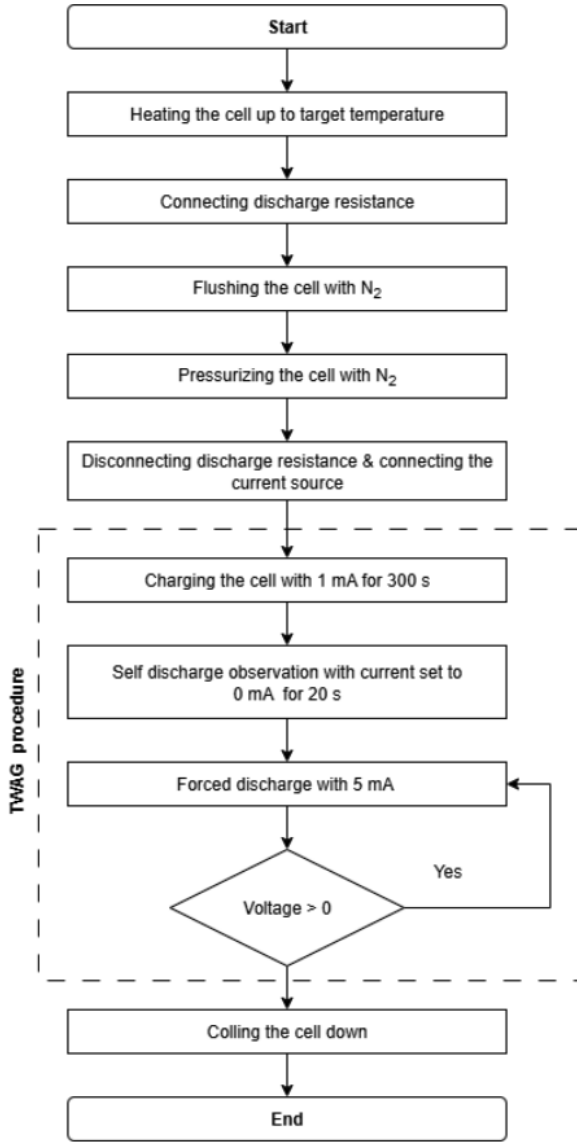 Start
Heating the cell up to target temperature
Connecting discharge resistance
Flushing the cell with N₂
Pressurizing the cell with N₂
Disconnecting discharge resistance & connecting the
current source
TWAG procedure
Charging the cell with 1 mA for 300 s
Self discharge observation with current set to
0 mA for 20 s
Forced discharge with 5 mA
Yes
Voltage > 0
Colling the cell down
End